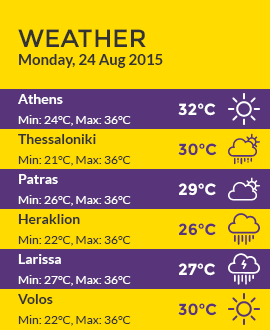 WEATHER
Monday, 24 Aug 2015
Athens
Min: 24°C, Max: 36°C
32°C
Thessaloniki
Min: 21°C, Max: 36°C
30°C
Patras
Min: 26°C, Max: 36°C
29°C
Heraklion
Min: 22°C, Max: 36°C
26°C
Larissa
Min: 27°C, Max: 36°C
27°C
Volos
Min: 22°C, Max: 36°C
30°C